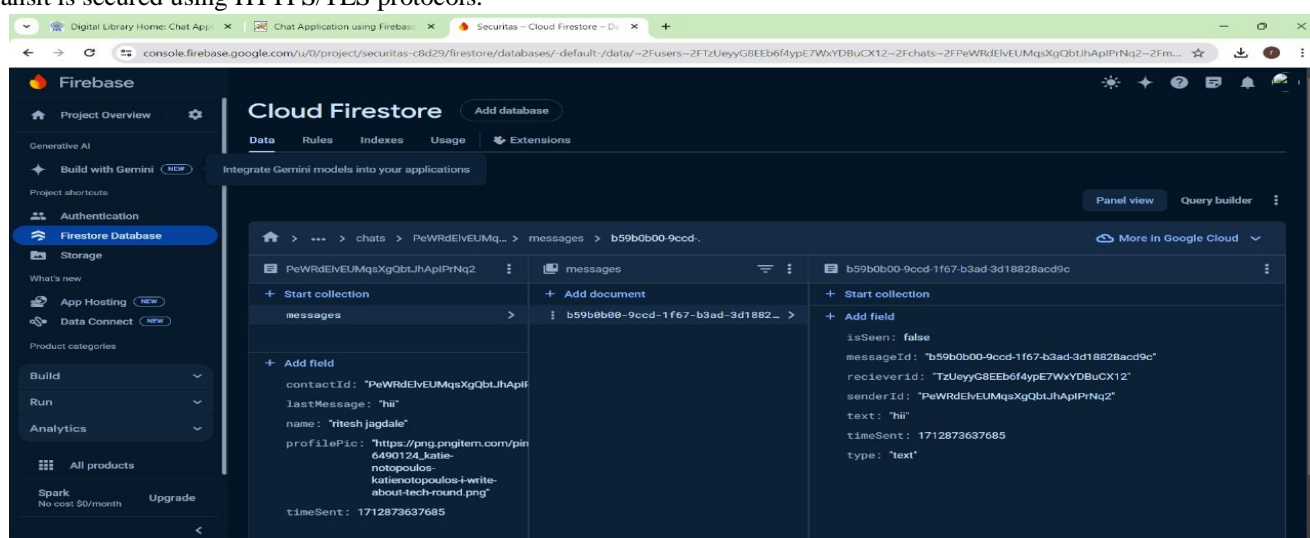 ansit is secured using HTTPS/TLS protocols.
Digital Library Home: Chat Appl
Chat Application using Firebase
Securitas – Cloud Firestore – Da
console.firebase.google.com/u/0/project/securitas-c8d29/firestore/databases/-default-/data/~2Fusers~2FTzUeyyG8EEb6f4ypE7WxYDBuCX12~2Fchats~2FPeWRdElvEUMqsXgQbtJhApIPrNq2~2Fm...
Firebase
Project Overview
Generative AI
Build with Gemini NEW
Integrate Gemini models into your applications
Project shortcuts
Authentication
Firestore Database
Storage
What's new
App Hosting NEW
Data Connect NEW
Product categories
Build
Run
Analytics
All products
Spark
No cost $0/month
Upgrade
Cloud Firestore
Add database
Data Rules Indexes Usage Extensions
Panel view Query builder
... > chats > PeWRdElvEUMq... > messages > b59b0b00-9ccd-.
More in Google Cloud
PeWRdElvEUMqsXgQbtJhApIPrNq2
+ Start collection
messages >
+ Add field
contactId: "PeWRdElvEUMqsXgQbtJhApIP
lastMessage: "hii"
name: "ritesh jagdale"
profilePic: "https://png.pngitem.com/pin
6490124_katie-
notopoulos-
katienotopoulos-i-write-
about-tech-round.png"
timeSent: 1712873637685
messages
+ Add document
b59b0b00-9ccd-1f67-b3ad-3d1882… >
b59b0b00-9ccd-1f67-b3ad-3d18828acd9c
+ Start collection
+ Add field
isSeen: false
messageId: "b59b0b00-9ccd-1f67-b3ad-3d18828acd9c"
recieverid: "TzUeyyG8EEb6f4ypE7WxYDBuCX12"
senderId: "PeWRdElvEUMqsXgQbtJhApIPrNq2"
text: "hii"
timeSent: 1712873637685
type: "text"